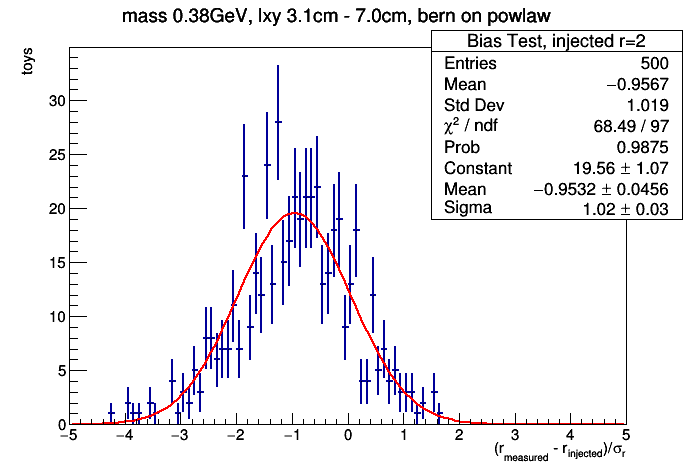 mass 0.38GeV, lxy 3.1cm - 7.0cm, bern on powlaw
Bias Test, injected r=2
Entries 500
Mean −0.9567
Std Dev 1.019
χ² / ndf 68.49 / 97
Prob 0.9875
Constant 19.56 ± 1.07
Mean −0.9532 ± 0.0456
Sigma 1.02 ± 0.03
toys
30
25
20
15
10
5
0
−5 −4 −3 −2 −1 0 1 2 3 4 5
(r_measured - r_injected)/σ_r